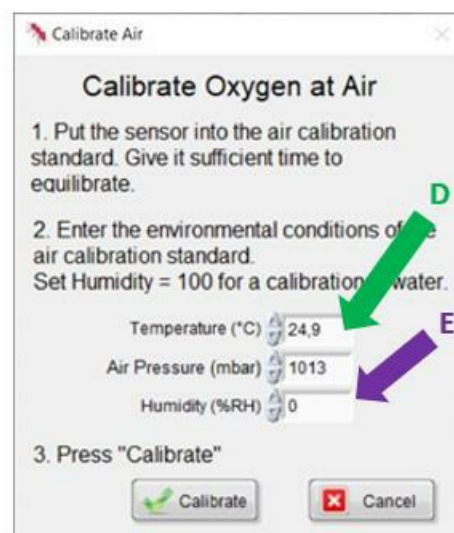 Calibrate Air
Calibrate Oxygen at Air
1. Put the sensor into the air calibration
standard. Give it sufficient time to
equilibrate.
D
2. Enter the environmental conditions of
air calibration standard.
Set Humidity = 100 for a calibration water.
Temperature (°C) 24,9
E
Air Pressure (mbar) 1013
Humidity (%RH) 0
3. Press "Calibrate"
Calibrate Cancel